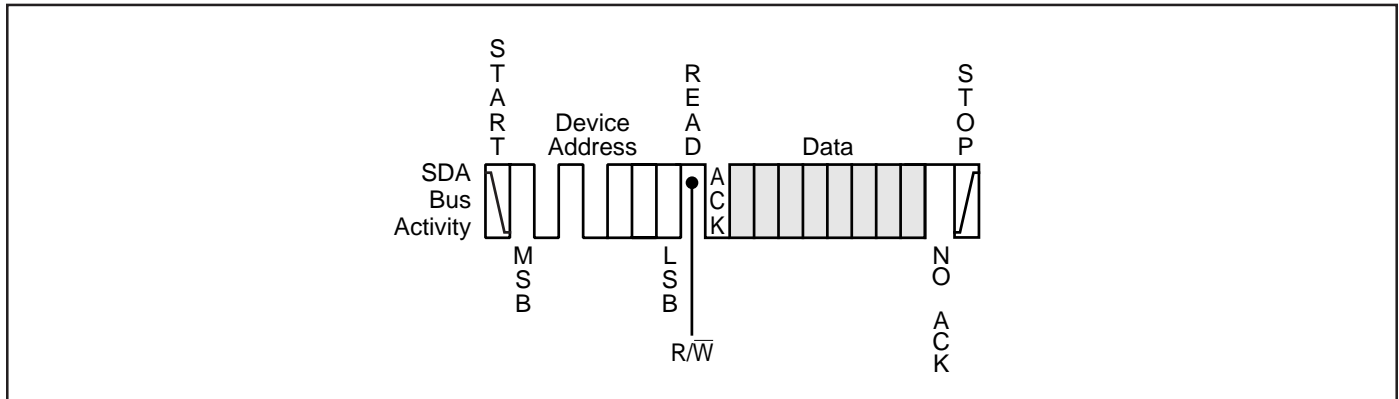 START
Device
Address
READ
Data
STOP
SDA
Bus
Activity
ACK
MSB
LSB
NO ACK
R/W̅